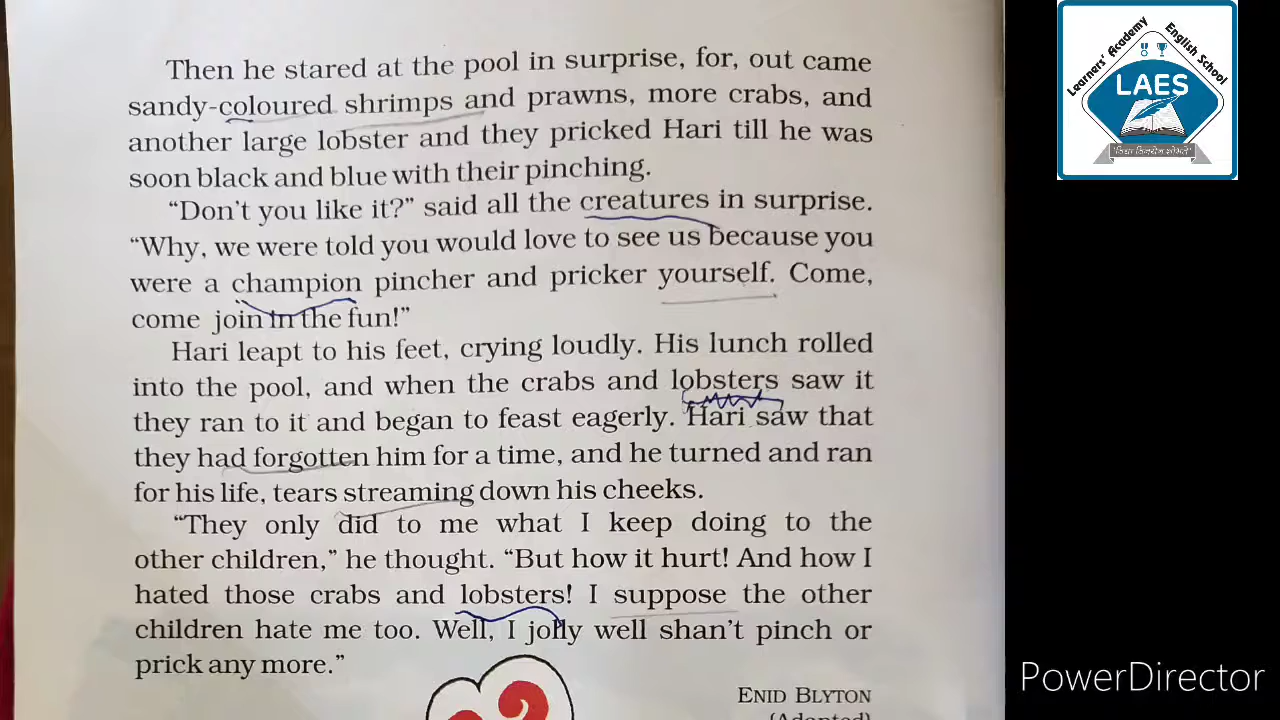 Then he stared at the pool in surprise, for, out came
sandy-coloured shrimps and prawns, more crabs, and
another large lobster and they pricked Hari till he was
soon black and blue with their pinching.
“Don’t you like it?” said all the creatures in surprise.
“Why, we were told you would love to see us because you
were a champion pincher and pricker yourself. Come,
come join in the fun!”
Hari leapt to his feet, crying loudly. His lunch rolled
into the pool, and when the crabs and lobsters saw it
they ran to it and began to feast eagerly. Hari saw that
they had forgotten him for a time, and he turned and ran
for his life, tears streaming down his cheeks.
“They only did to me what I keep doing to the
other children,” he thought. “But how it hurt! And how I
hated those crabs and lobsters! I suppose the other
children hate me too. Well, I jolly well shan’t pinch or
prick any more.”
ENID BLYTON
(Adapted)
Learners' Academy English School
LAES
PowerDirector